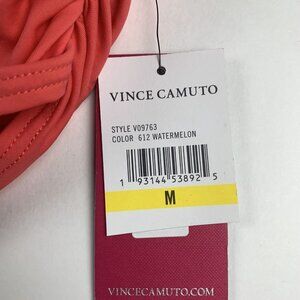 VINCE CAMUTO
STYLE V09763
COLOR 612 WATERMELON
1 93144 53892 5
M
VINCECAMUTO.COM